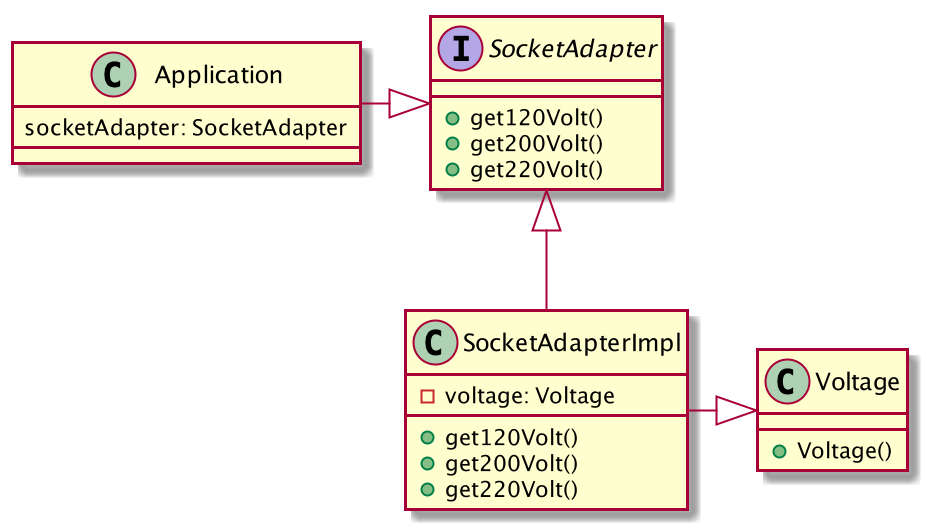 C Application
socketAdapter: SocketAdapter
I SocketAdapter
get120Volt()
get200Volt()
get220Volt()
C SocketAdapterImpl
voltage: Voltage
get120Volt()
get200Volt()
get220Volt()
C Voltage
Voltage()